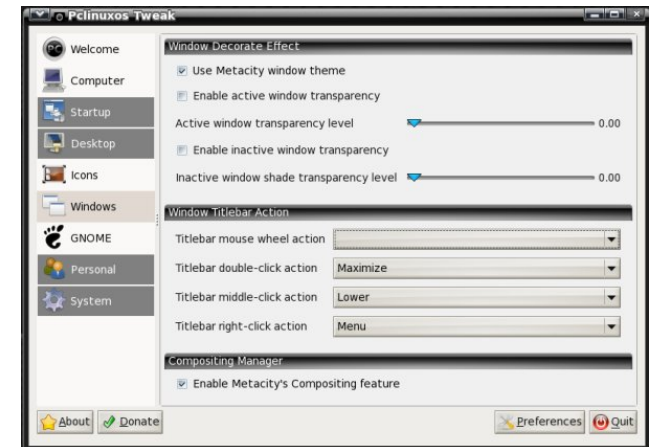 Pclinuxos Tweak
Welcome
Computer
Startup
Desktop
Icons
Windows
GNOME
Personal
System
Window Decorate Effect
Use Metacity window theme
Enable active window transparency
Active window transparency level 0.00
Enable inactive window transparency
Inactive window shade transparency level 0.00
Window Titlebar Action
Titlebar mouse wheel action
Titlebar double-click action Maximize
Titlebar middle-click action Lower
Titlebar right-click action Menu
Compositing Manager
Enable Metacity's Compositing feature
About Donate Preferences Quit